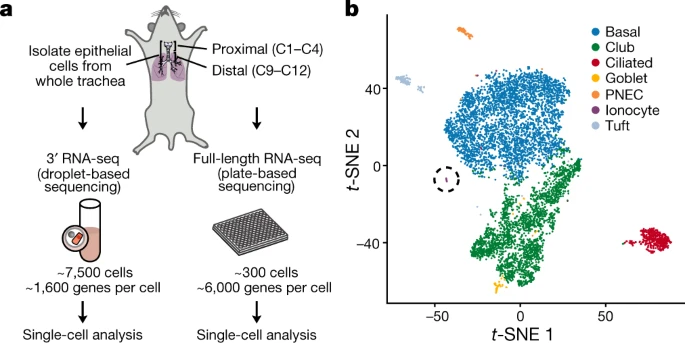 a
Isolate epithelial
cells from
whole trachea
Proximal (C1–C4)
Distal (C9–C12)
3′ RNA-seq
(droplet-based
sequencing)
~7,500 cells
~1,600 genes per cell
Single-cell analysis
Full-length RNA-seq
(plate-based
sequencing)
~300 cells
~6,000 genes per cell
Single-cell analysis
b
Basal
Club
Ciliated
Goblet
PNEC
Ionocyte
Tuft
t-SNE 2
40
0
−40
−50
0
50
t-SNE 1